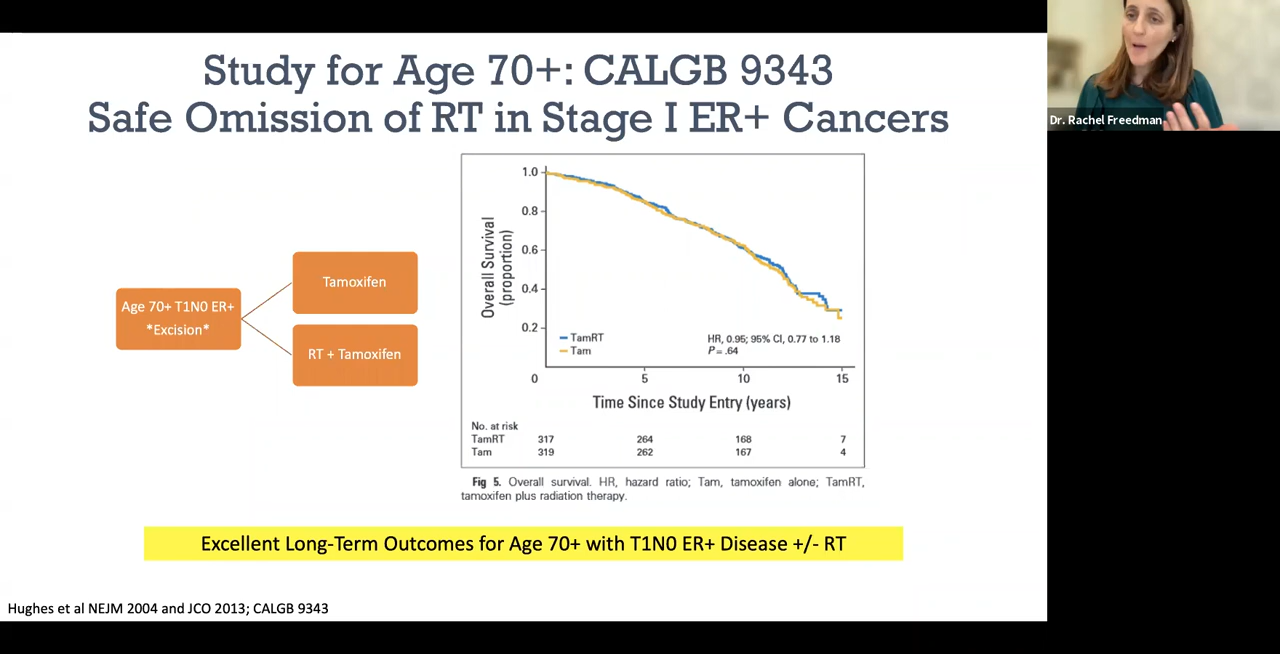 Study for Age 70+: CALGB 9343
Safe Omission of RT in Stage I ER+ Cancers
Dr. Rachel Freedman
Age 70+ T1N0 ER+
*Excision*
Tamoxifen
RT + Tamoxifen
Overall Survival
(proportion)
1.0
0.8
0.6
0.4
0.2
TamRT
Tam
HR, 0.95; 95% CI, 0.77 to 1.18
P = .64
0 5 10 15
Time Since Study Entry (years)
No. at risk
TamRT 317 264 168 7
Tam 319 262 167 4
Fig 5. Overall survival. HR, hazard ratio; Tam, tamoxifen alone; TamRT,
tamoxifen plus radiation therapy.
Excellent Long-Term Outcomes for Age 70+ with T1N0 ER+ Disease +/- RT
Hughes et al NEJM 2004 and JCO 2013; CALGB 9343